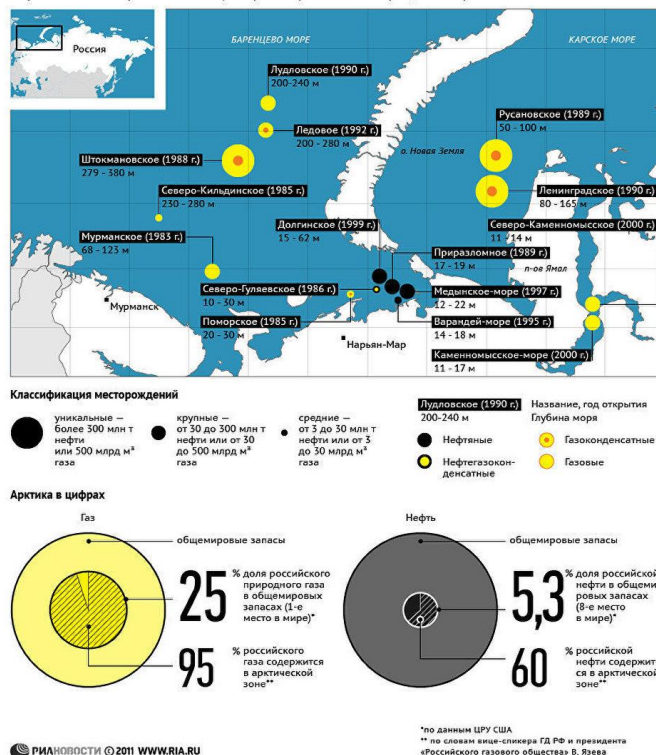 Россия
БАРЕНЦЕВО МОРЕ
КАРСКОЕ МОРЕ
Лудловское (1990 г.)
200-240 м
Ледовое (1992 г.)
200 - 280 м
Русановское (1989 г.)
50 - 100 м
о. Новая Земля
Штокмановское (1988 г.)
279 - 380 м
Северо-Кильдинское (1985 г.)
230 - 280 м
Ленинградское (1990 г.)
80 - 165 м
Мурманское (1983 г.)
68 - 123 м
Долгинское (1999 г.)
15 - 62 м
Северо-Каменномысское (2000 г.)
11 - 14 м
Приразломное (1989 г.)
17 - 19 м
п-ов Ямал
Северо-Гуляевское (1986 г.)
10 - 30 м
Медынское-море (1997 г.)
12 - 22 м
Мурманск
Поморское (1985 г.)
20 - 30 м
Варандей-море (1995 г.)
14 - 18 м
Нарьян-Мар
Каменномысское-море (2000 г.)
11 - 17 м
Классификация месторождений
уникальные —
более 300 млн т
нефти
или 500 млрд м³
газа
крупные —
от 30 до 300 млн т
нефти или от 30
до 500 млрд м³
газа
средние —
от 3 до 30 млн т
нефти или от 3
до 30 млрд м³
газа
Лудловское (1990 г.)
200-240 м
Название, год открытия
Глубина моря
Нефтяные
Газоконденсатные
Нефтегазокон-
денсатные
Газовые
Арктика в цифрах
Газ
общемировые запасы
25
% доля российского
природного газа
в общемировых
запасах (1-е
место в мире)*
95
% российского
газа содержится
в арктической
зоне**
Нефть
общемировые запасы
5,3
% доля российской
нефти в общеми
ровых запасах
(8-е место
в мире)*
60
% российской
нефти содержит
ся в арктической
зоне**
РИАНОВОСТИ © 2011 WWW.RIA.RU
*по данным ЦРУ США
** по словам вице-спикера ГД РФ и президента
«Российского газового общества» В. Язева